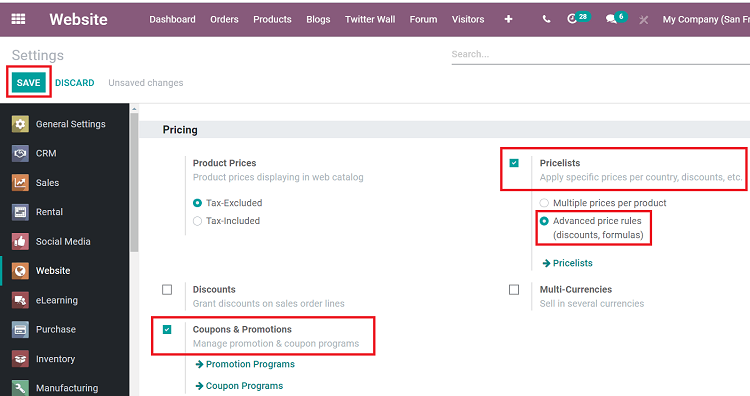 Website
Dashboard
Orders
Products
Blogs
Twitter Wall
Forum
Visitors
28
6
My Company (San Fr
Settings
Search...
SAVE
DISCARD
Unsaved changes
General Settings
CRM
Sales
Rental
Social Media
Website
eLearning
Purchase
Inventory
Manufacturing
Pricing
Product Prices
Product prices displaying in web catalog
Tax-Excluded
Tax-Included
Pricelists
Apply specific prices per country, discounts, etc.
Multiple prices per product
Advanced price rules
(discounts, formulas)
Pricelists
Discounts
Grant discounts on sales order lines
Multi-Currencies
Sell in several currencies
Coupons & Promotions
Manage promotion & coupon programs
Promotion Programs
Coupon Programs